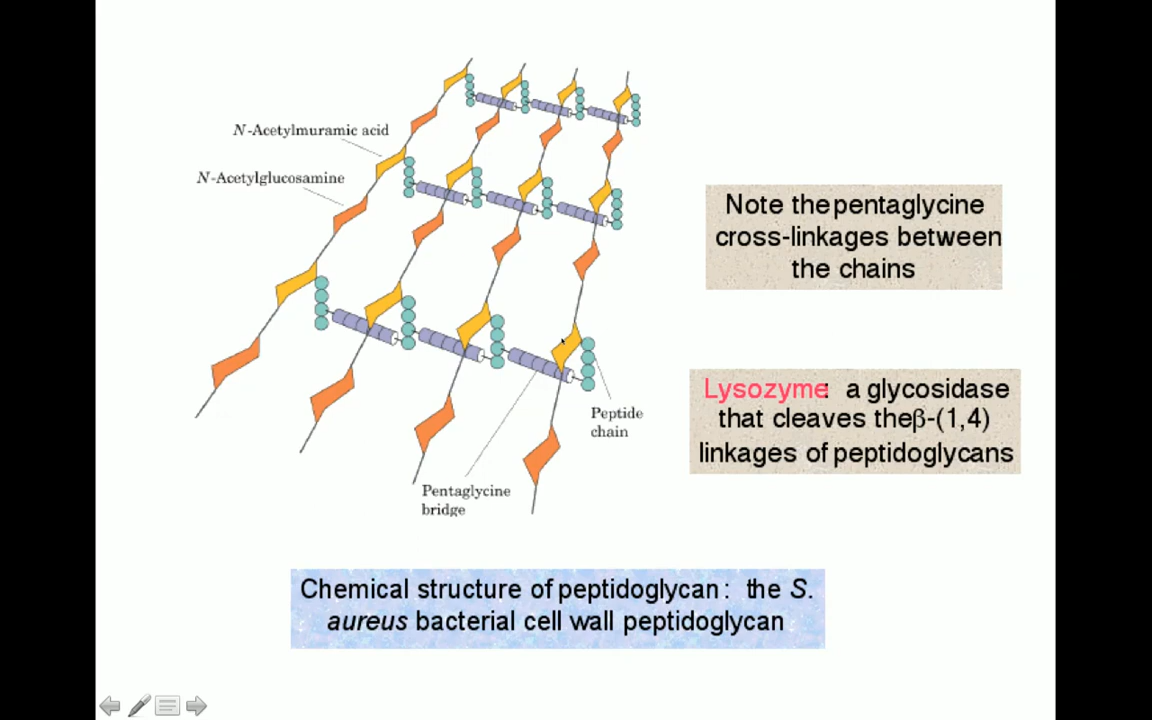 N-Acetylmuramic acid
N-Acetylglucosamine
Peptide
chain
Pentaglycine
bridge
Note the pentaglycine
cross-linkages between
the chains
Lysozyme: a glycosidase
that cleaves the β-(1,4)
linkages of peptidoglycans
Chemical structure of peptidoglycan: the S.
aureus bacterial cell wall peptidoglycan